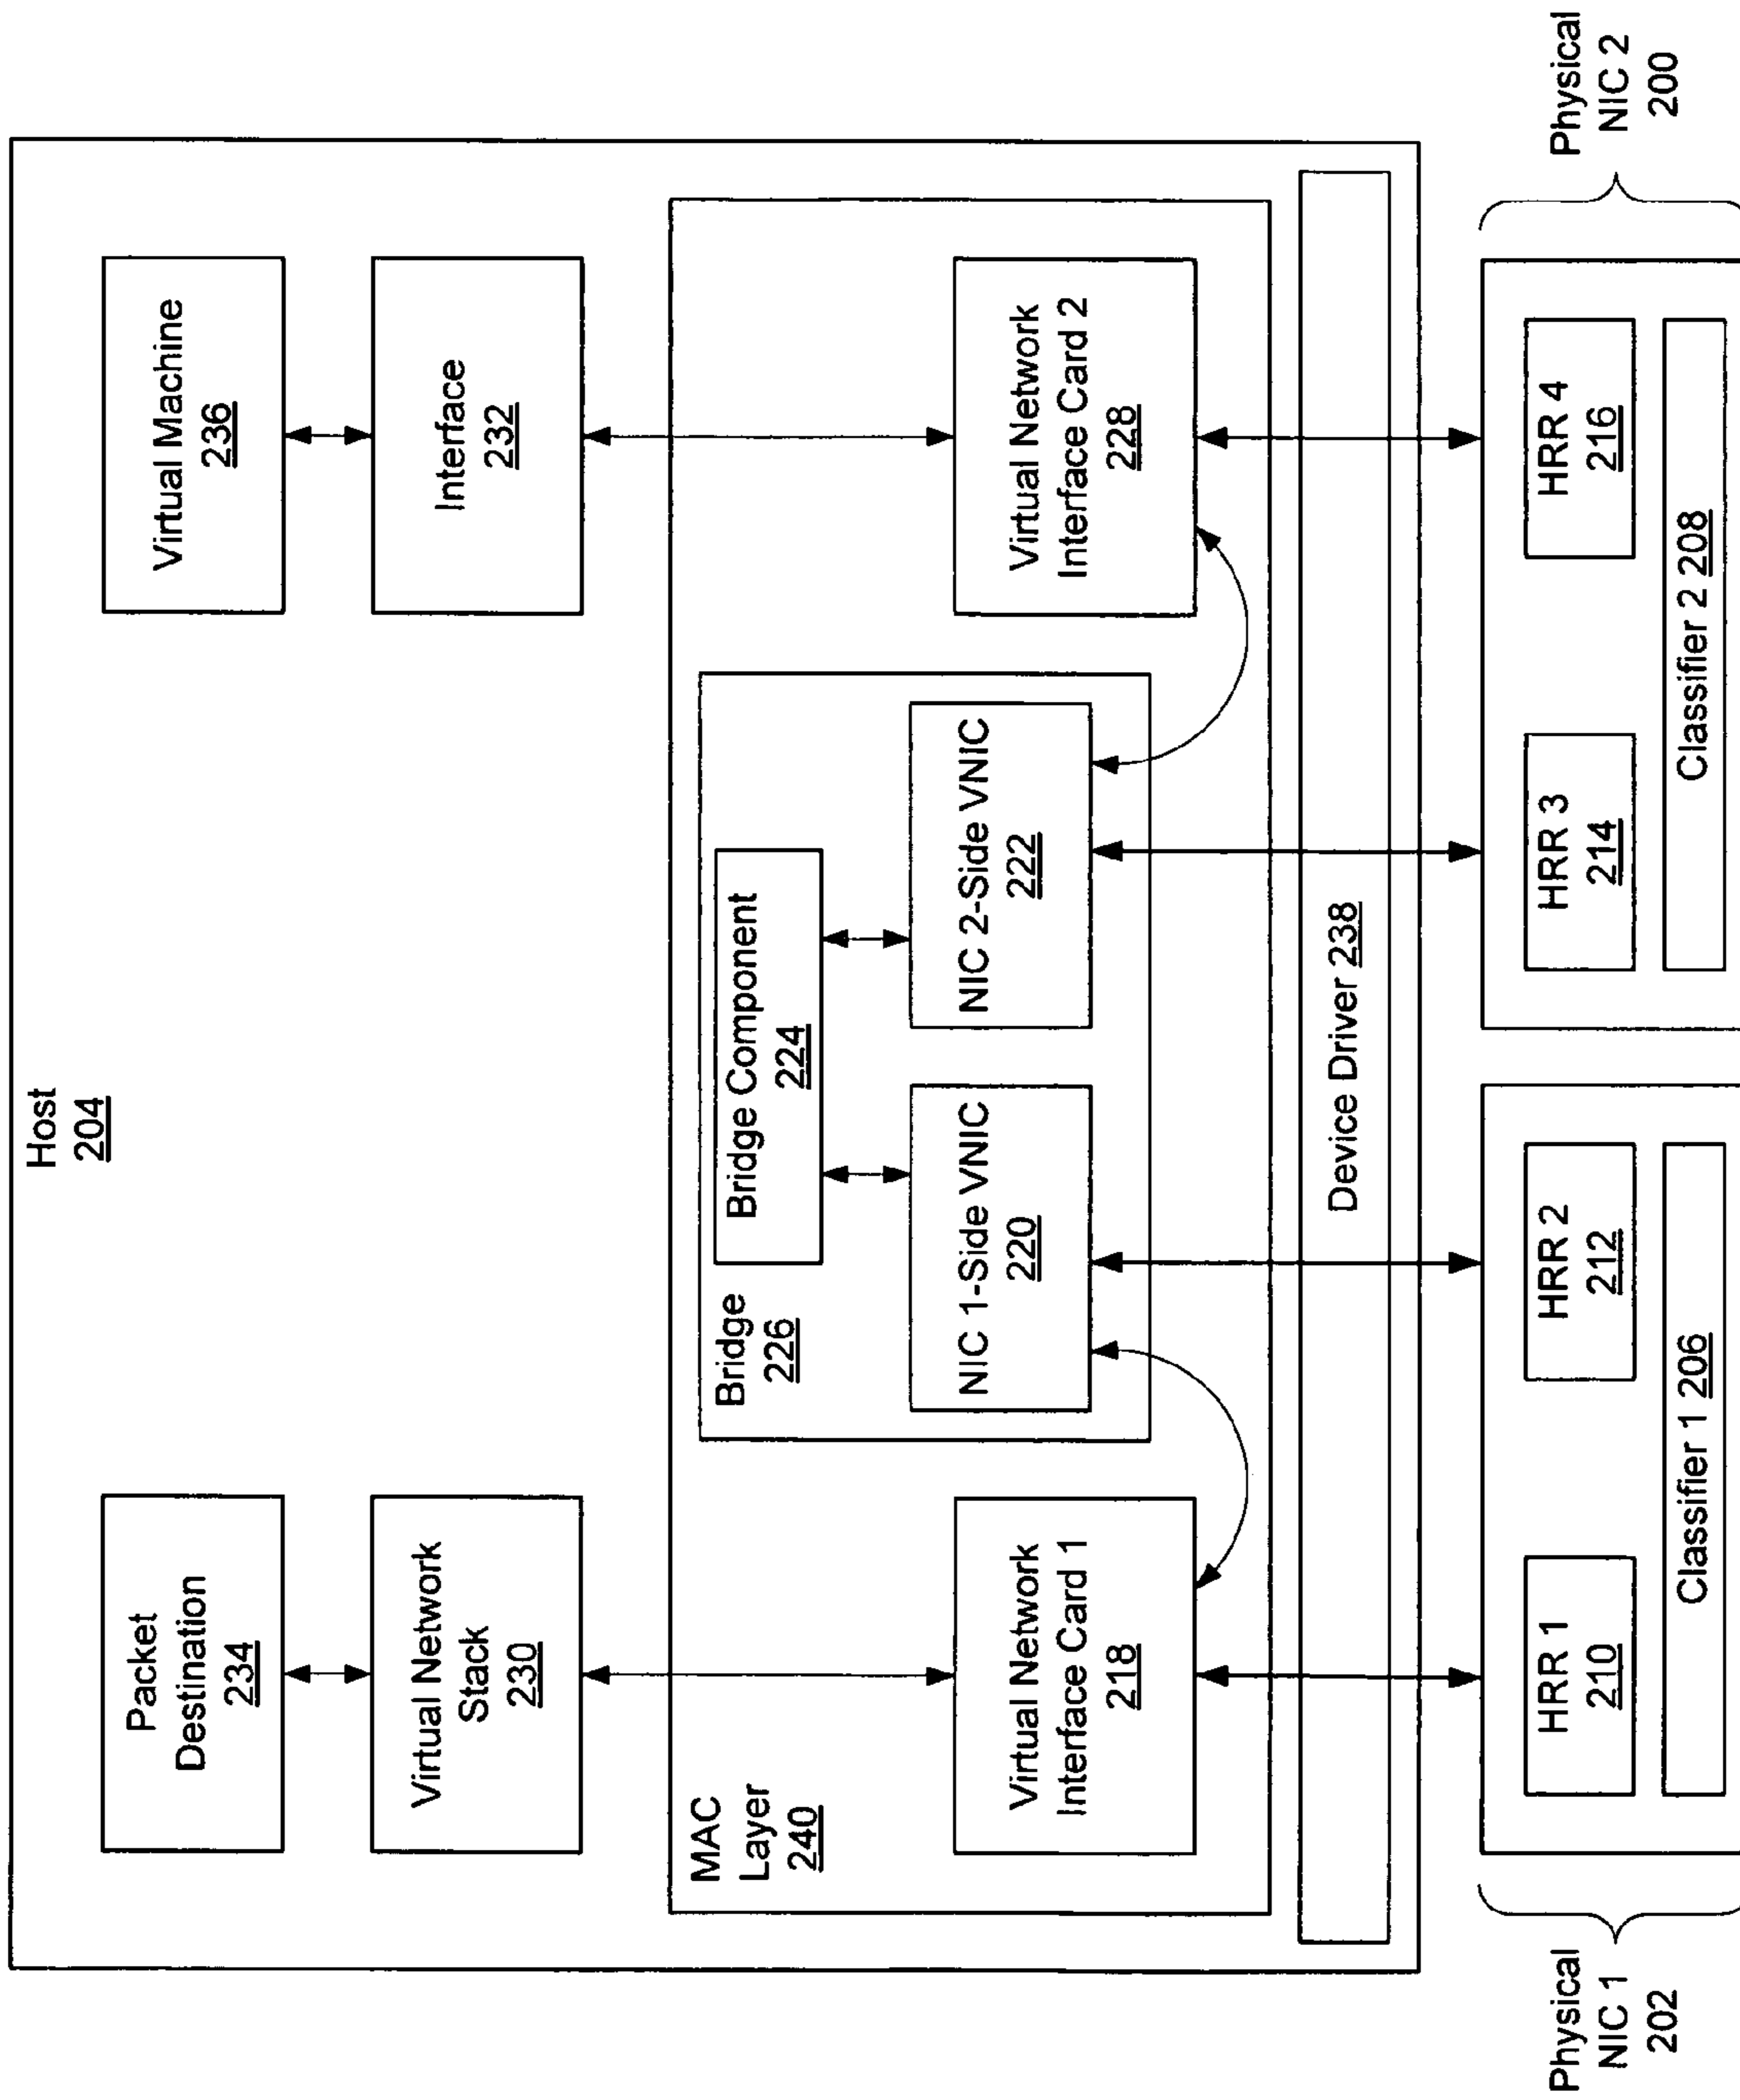 Host
204
Packet
Destination
234
Virtual Machine
236
Virtual Network
Stack
230
Interface
232
MAC
Layer
240
Bridge
226
Bridge Component
224
NIC 1-Side VNIC
220
NIC 2-Side VNIC
222
Virtual Network
Interface Card 1
218
Virtual Network
Interface Card 2
228
Device Driver 238
Physical
NIC 1
202
HRR 1
210
HRR 2
212
Classifier 1 206
HRR 3
214
HRR 4
216
Classifier 2 208
Physical
NIC 2
200